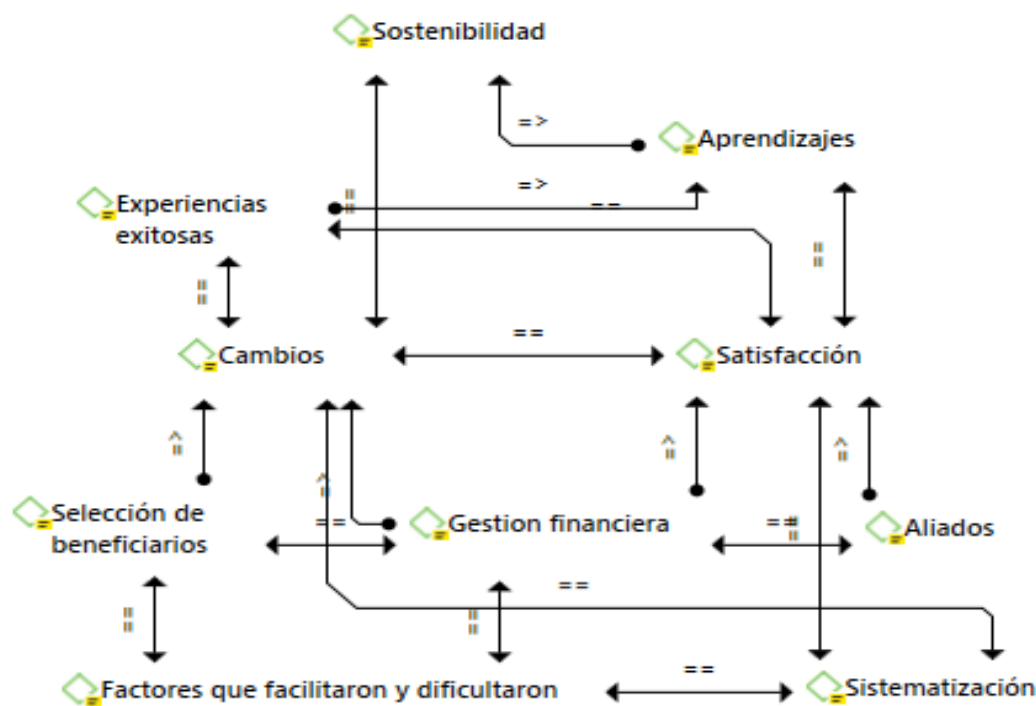 Sostenibilidad
=>
Aprendizajes
=>
==
==
Experiencias
exitosas
==
==
Cambios
==
Satisfacción
=>
=>
=>
=>
Selección de
beneficiarios
==
Gestion financiera
==
==
Aliados
==
==
==
Factores que facilitaron y dificultaron
==
Sistematización